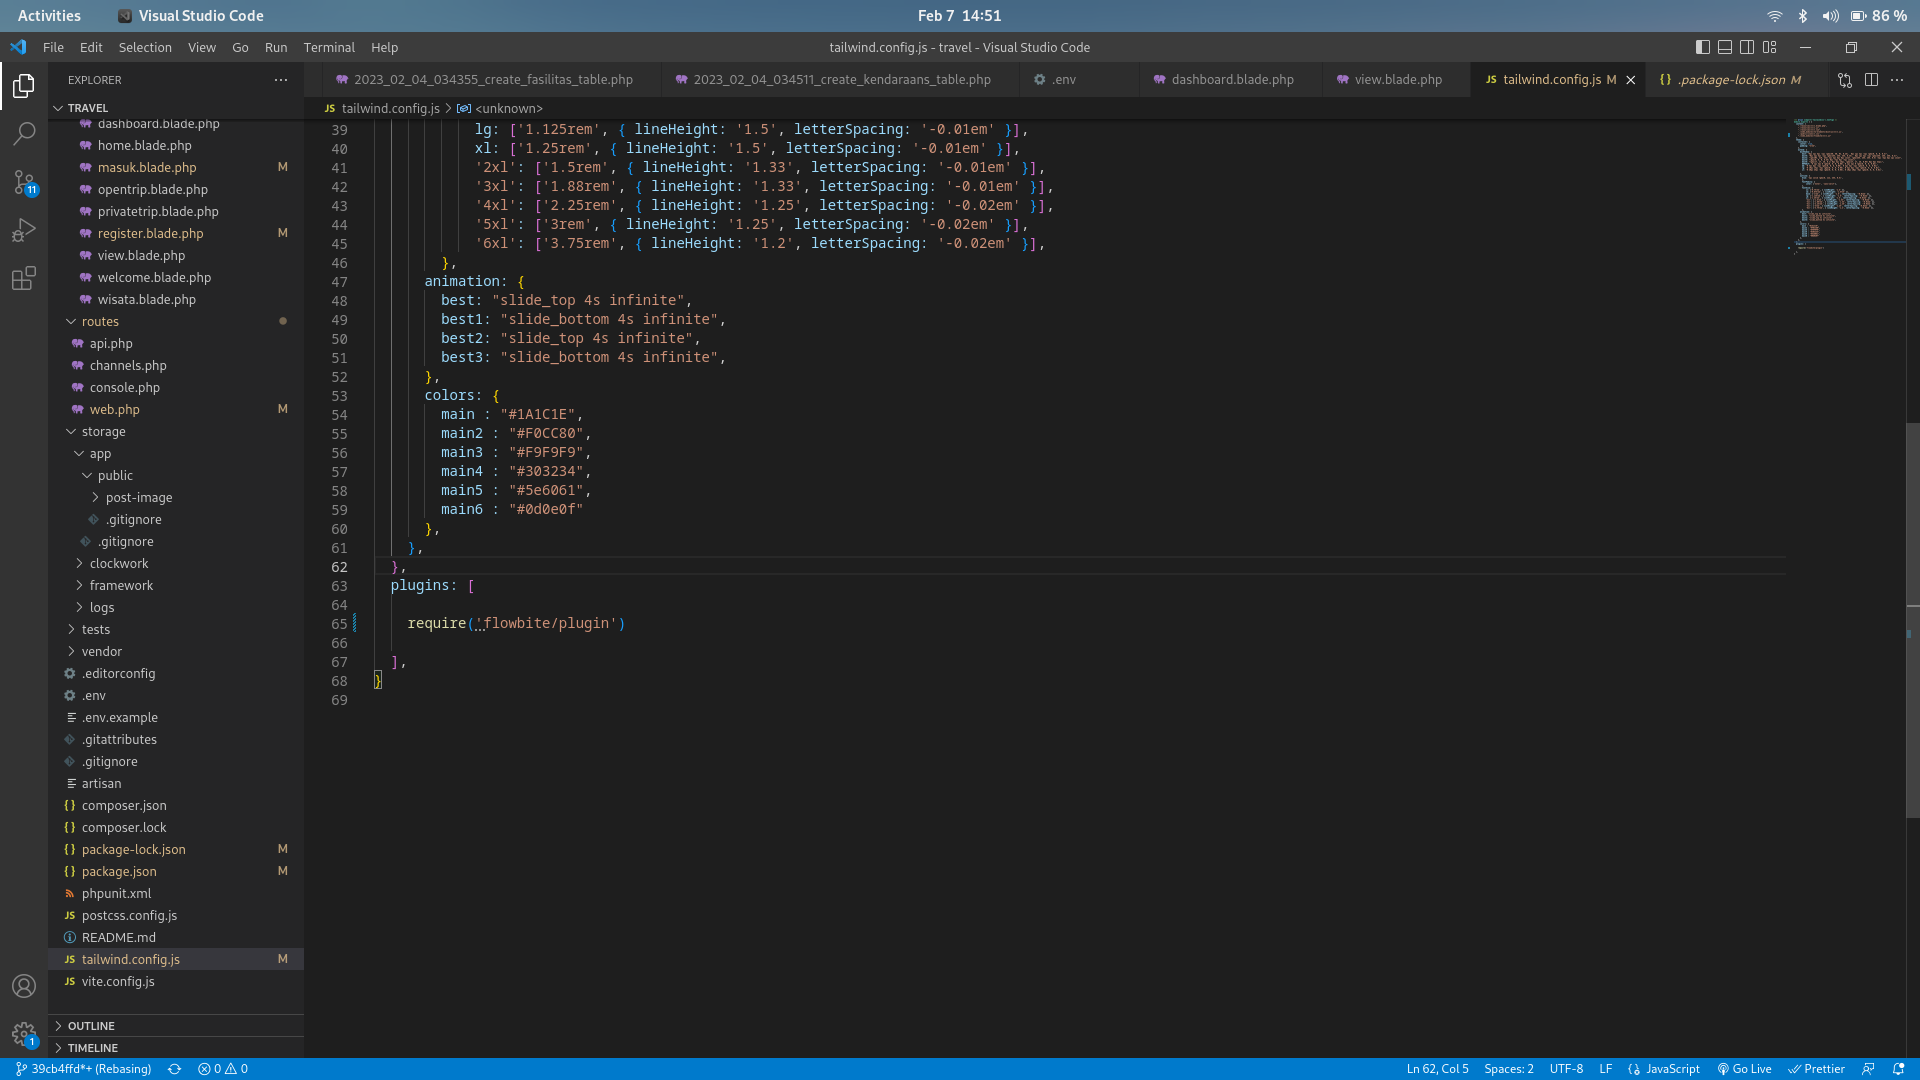 Activities
Visual Studio Code
Feb 7 14:51
86 %
File Edit Selection View Go Run Terminal Help
tailwind.config.js - travel - Visual Studio Code
EXPLORER
2023_02_04_034355_create_fasilitas_table.php
2023_02_04_034511_create_kendaraans_table.php
.env
dashboard.blade.php
view.blade.php
JS tailwind.config.js M
{} .package-lock.json M
TRAVEL
JS tailwind.config.js > <unknown>
dashboard.blade.php
home.blade.php
masuk.blade.php M
opentrip.blade.php
privatetrip.blade.php
register.blade.php M
view.blade.php
welcome.blade.php
wisata.blade.php
routes
api.php
channels.php
console.php
web.php M
storage
app
public
post-image
.gitignore
.gitignore
clockwork
framework
logs
tests
vendor
.editorconfig
.env
.env.example
.gitattributes
.gitignore
artisan
{} composer.json
{} composer.lock
{} package-lock.json M
{} package.json M
phpunit.xml
JS postcss.config.js
README.md
JS tailwind.config.js M
JS vite.config.js
OUTLINE
TIMELINE
11
1
39 lg: ['1.125rem', { lineHeight: '1.5', letterSpacing: '-0.01em' }],
40 xl: ['1.25rem', { lineHeight: '1.5', letterSpacing: '-0.01em' }],
41 '2xl': ['1.5rem', { lineHeight: '1.33', letterSpacing: '-0.01em' }],
42 '3xl': ['1.88rem', { lineHeight: '1.33', letterSpacing: '-0.01em' }],
43 '4xl': ['2.25rem', { lineHeight: '1.25', letterSpacing: '-0.02em' }],
44 '5xl': ['3rem', { lineHeight: '1.25', letterSpacing: '-0.02em' }],
45 '6xl': ['3.75rem', { lineHeight: '1.2', letterSpacing: '-0.02em' }],
46 },
47 animation: {
48 best: "slide_top 4s infinite",
49 best1: "slide_bottom 4s infinite",
50 best2: "slide_top 4s infinite",
51 best3: "slide_bottom 4s infinite",
52 },
53 colors: {
54 main : "#1A1C1E",
55 main2 : "#F0CC80",
56 main3 : "#F9F9F9",
57 main4 : "#303234",
58 main5 : "#5e6061",
59 main6 : "#0d0e0f"
60 },
61 },
62 },
63 plugins: [
64
65 require('flowbite/plugin')
66
67 ],
68 }
69
39cb4ffd*+ (Rebasing)
0 0
Ln 62, Col 5
Spaces: 2
UTF-8
LF
JavaScript
Go Live
Prettier